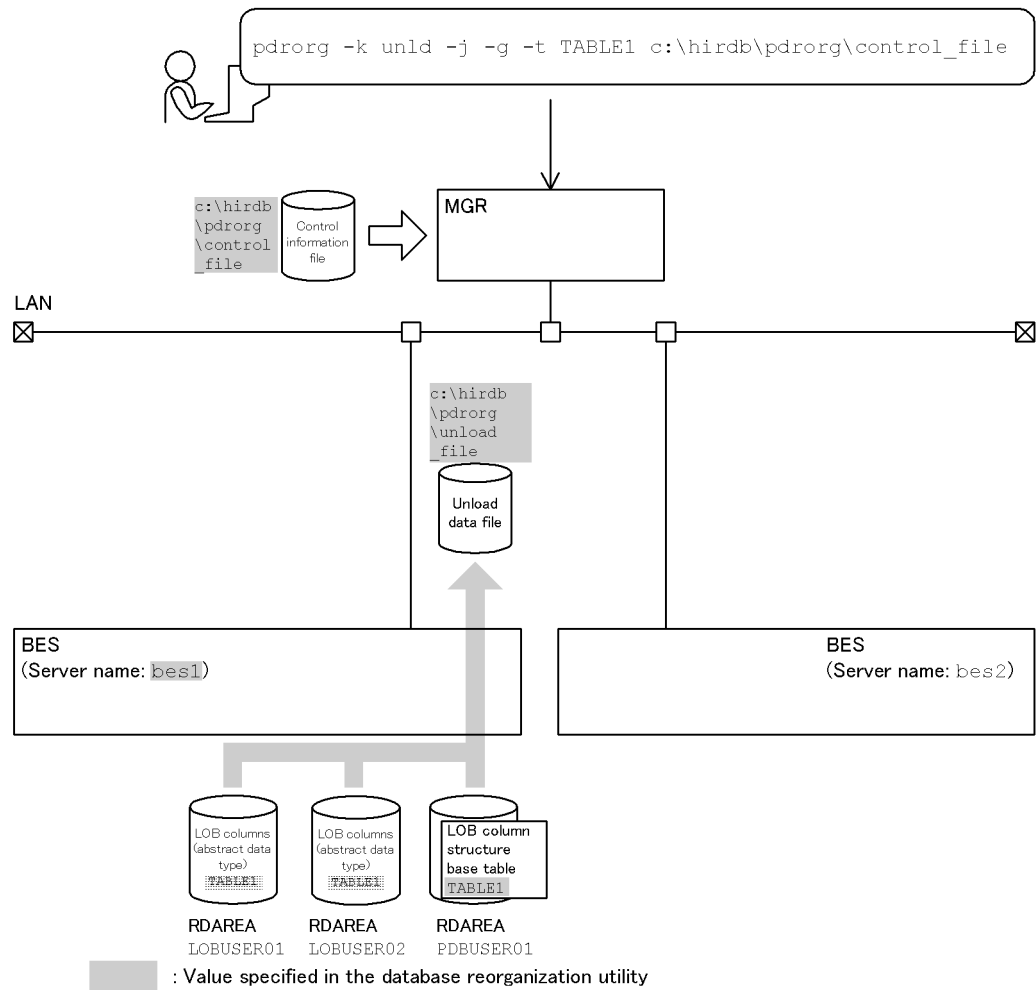 pdrorg -k unld -j -g -t TABLE1 c:\hirdb\pdrorg\control_file
MGR
c:\hirdb
\pdrorg
\control
_file
Control
information
file
LAN
c:\hirdb
\pdrorg
\unload
_file
Unload
data file
BES
(Server name: bes1)
BES
(Server name: bes2)
LOB columns
(abstract data
type)
TABLE1
LOB columns
(abstract data
type)
TABLE1
LOB column
structure
base table
TABLE1
RDAREA
LOBUSER01
RDAREA
LOBUSER02
RDAREA
PDBUSER01
: Value specified in the database reorganization utility